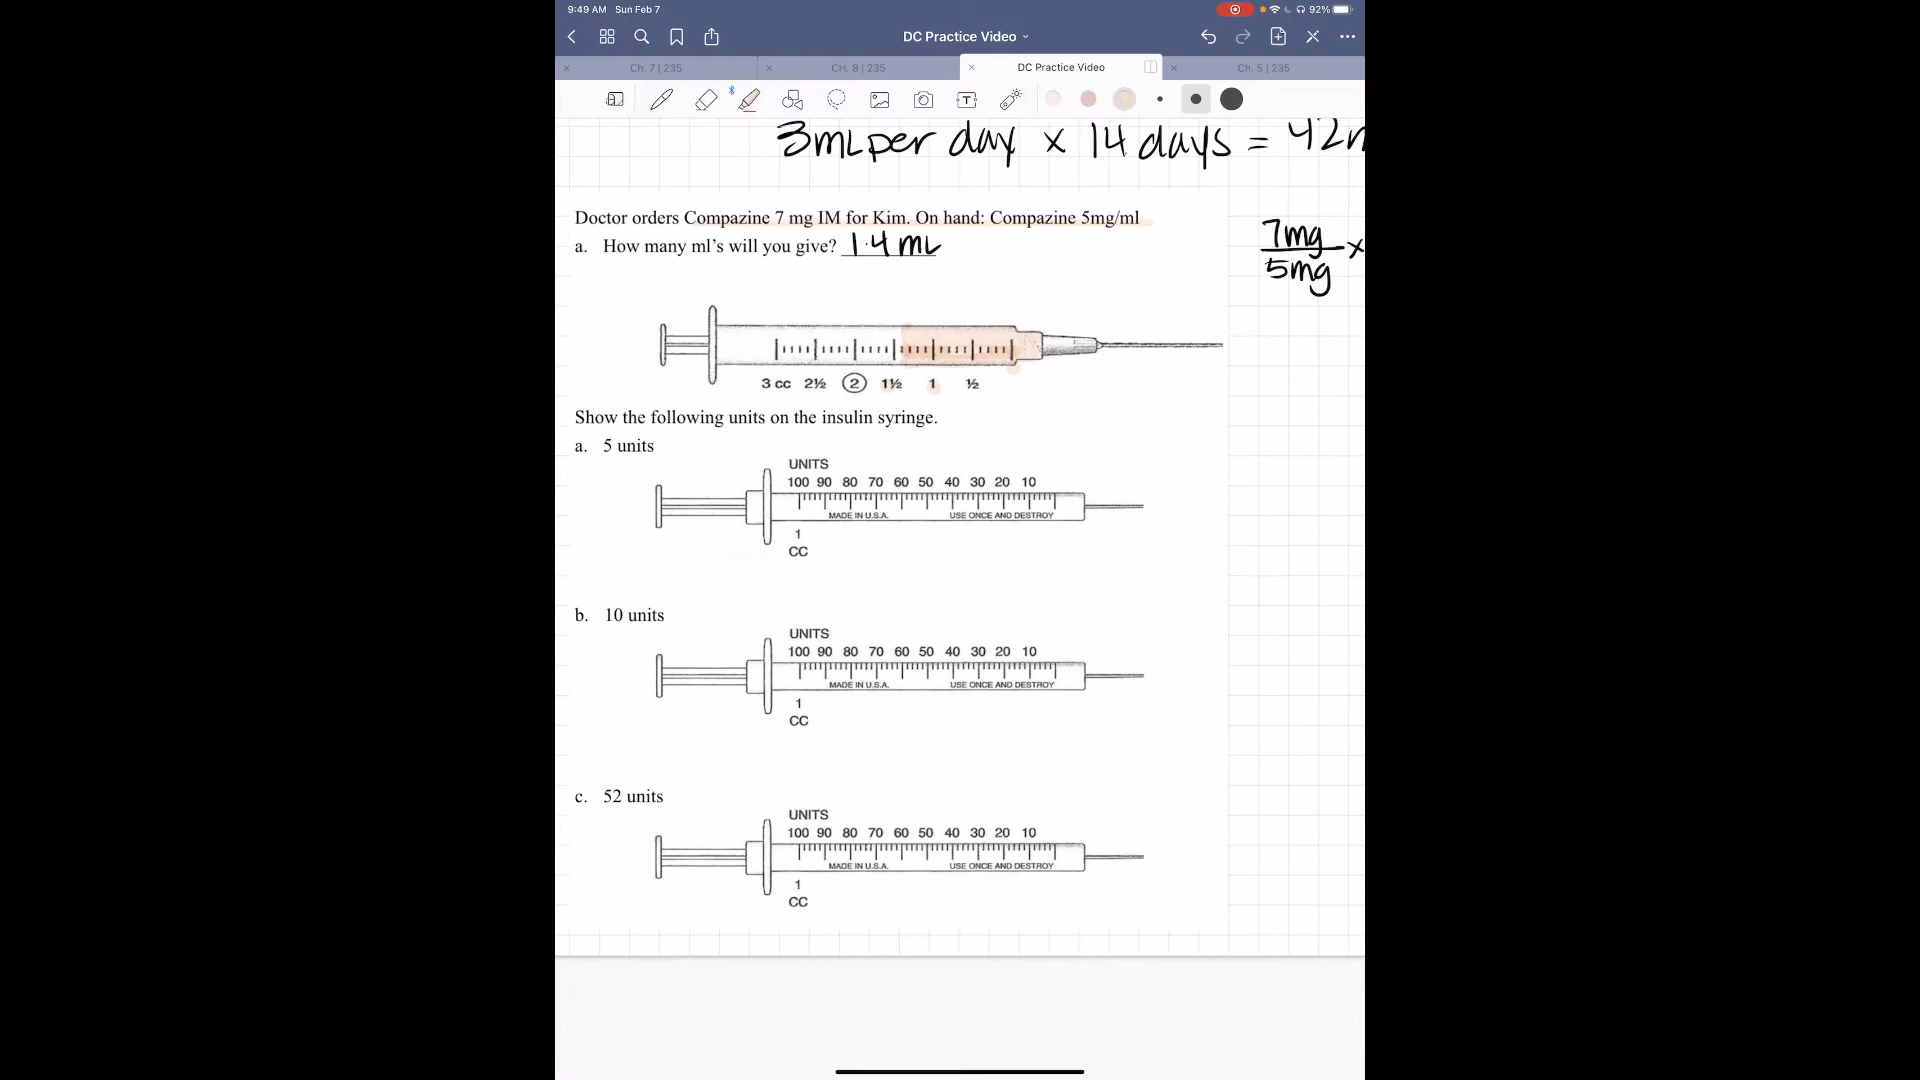 9:49 AM Sun Feb 7
92%
DC Practice Video
Ch. 7 | 235
CH. 8 | 235
DC Practice Video
Ch. 5 | 235
3mL per day x 14 days = 42
Doctor orders Compazine 7 mg IM for Kim. On hand: Compazine 5mg/ml
a. How many ml's will you give? 1.4 mL
7mg
5mg
x
3 cc 2½ 2 1½ 1 ½
Show the following units on the insulin syringe.
a. 5 units
UNITS
100 90 80 70 60 50 40 30 20 10
MADE IN U.S.A. USE ONCE AND DESTROY
1
CC
b. 10 units
UNITS
100 90 80 70 60 50 40 30 20 10
MADE IN U.S.A. USE ONCE AND DESTROY
1
CC
c. 52 units
UNITS
100 90 80 70 60 50 40 30 20 10
MADE IN U.S.A. USE ONCE AND DESTROY
1
CC